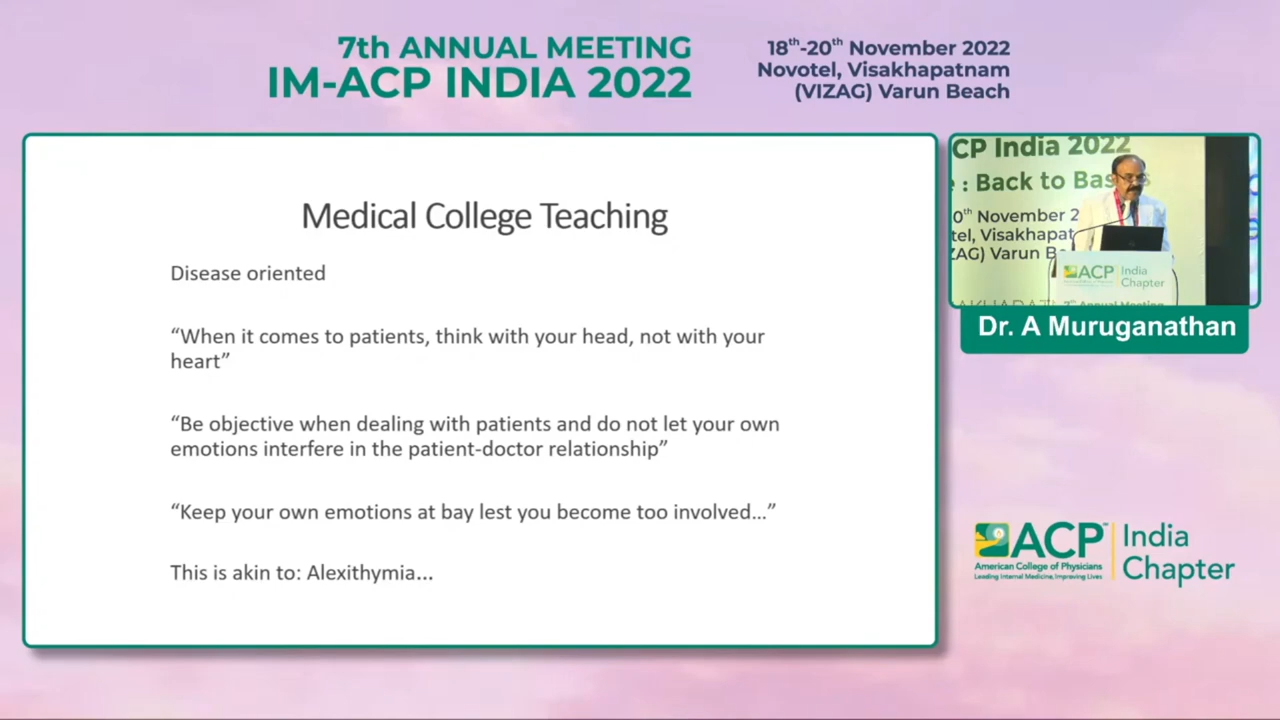 7th ANNUAL MEETING
IM-ACP INDIA 2022
18th-20th November 2022
Novotel, Visakhapatnam
(VIZAG) Varun Beach
Medical College Teaching
Disease oriented
“When it comes to patients, think with your head, not with your
heart”
“Be objective when dealing with patients and do not let your own
emotions interfere in the patient-doctor relationship”
“Keep your own emotions at bay lest you become too involved…”
This is akin to: Alexithymia…
CP India 2022
: Back to Bas s
0th November 2
tel, Visakhapat
ZAG) Varun B
ACP India
Chapter
7th Annual Meeting
Dr. A Muruganathan
ACP™
American College of Physicians
Leading Internal Medicine, Improving Lives
India
Chapter